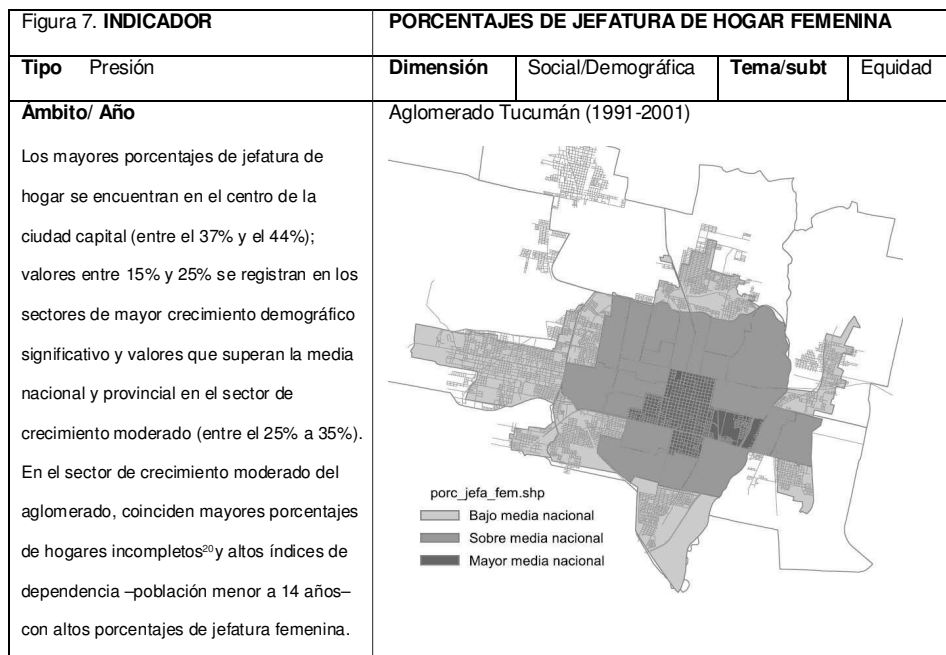 Figura 7. INDICADOR
PORCENTAJES DE JEFATURA DE HOGAR FEMENINA
Tipo Presión
Dimensión
Social/Demográfica
Tema/subt
Equidad
Ámbito/ Año
Aglomerado Tucumán (1991-2001)
Los mayores porcentajes de jefatura de
hogar se encuentran en el centro de la
ciudad capital (entre el 37% y el 44%);
valores entre 15% y 25% se registran en los
sectores de mayor crecimiento demográfico
significativo y valores que superan la media
nacional y provincial en el sector de
crecimiento moderado (entre el 25% a 35%).
En el sector de crecimiento moderado del
aglomerado, coinciden mayores porcentajes
de hogares incompletos²⁰y altos índices de
dependencia –población menor a 14 años–
con altos porcentajes de jefatura femenina.
porc_jefa_fem.shp
Bajo media nacional
Sobre media nacional
Mayor media nacional